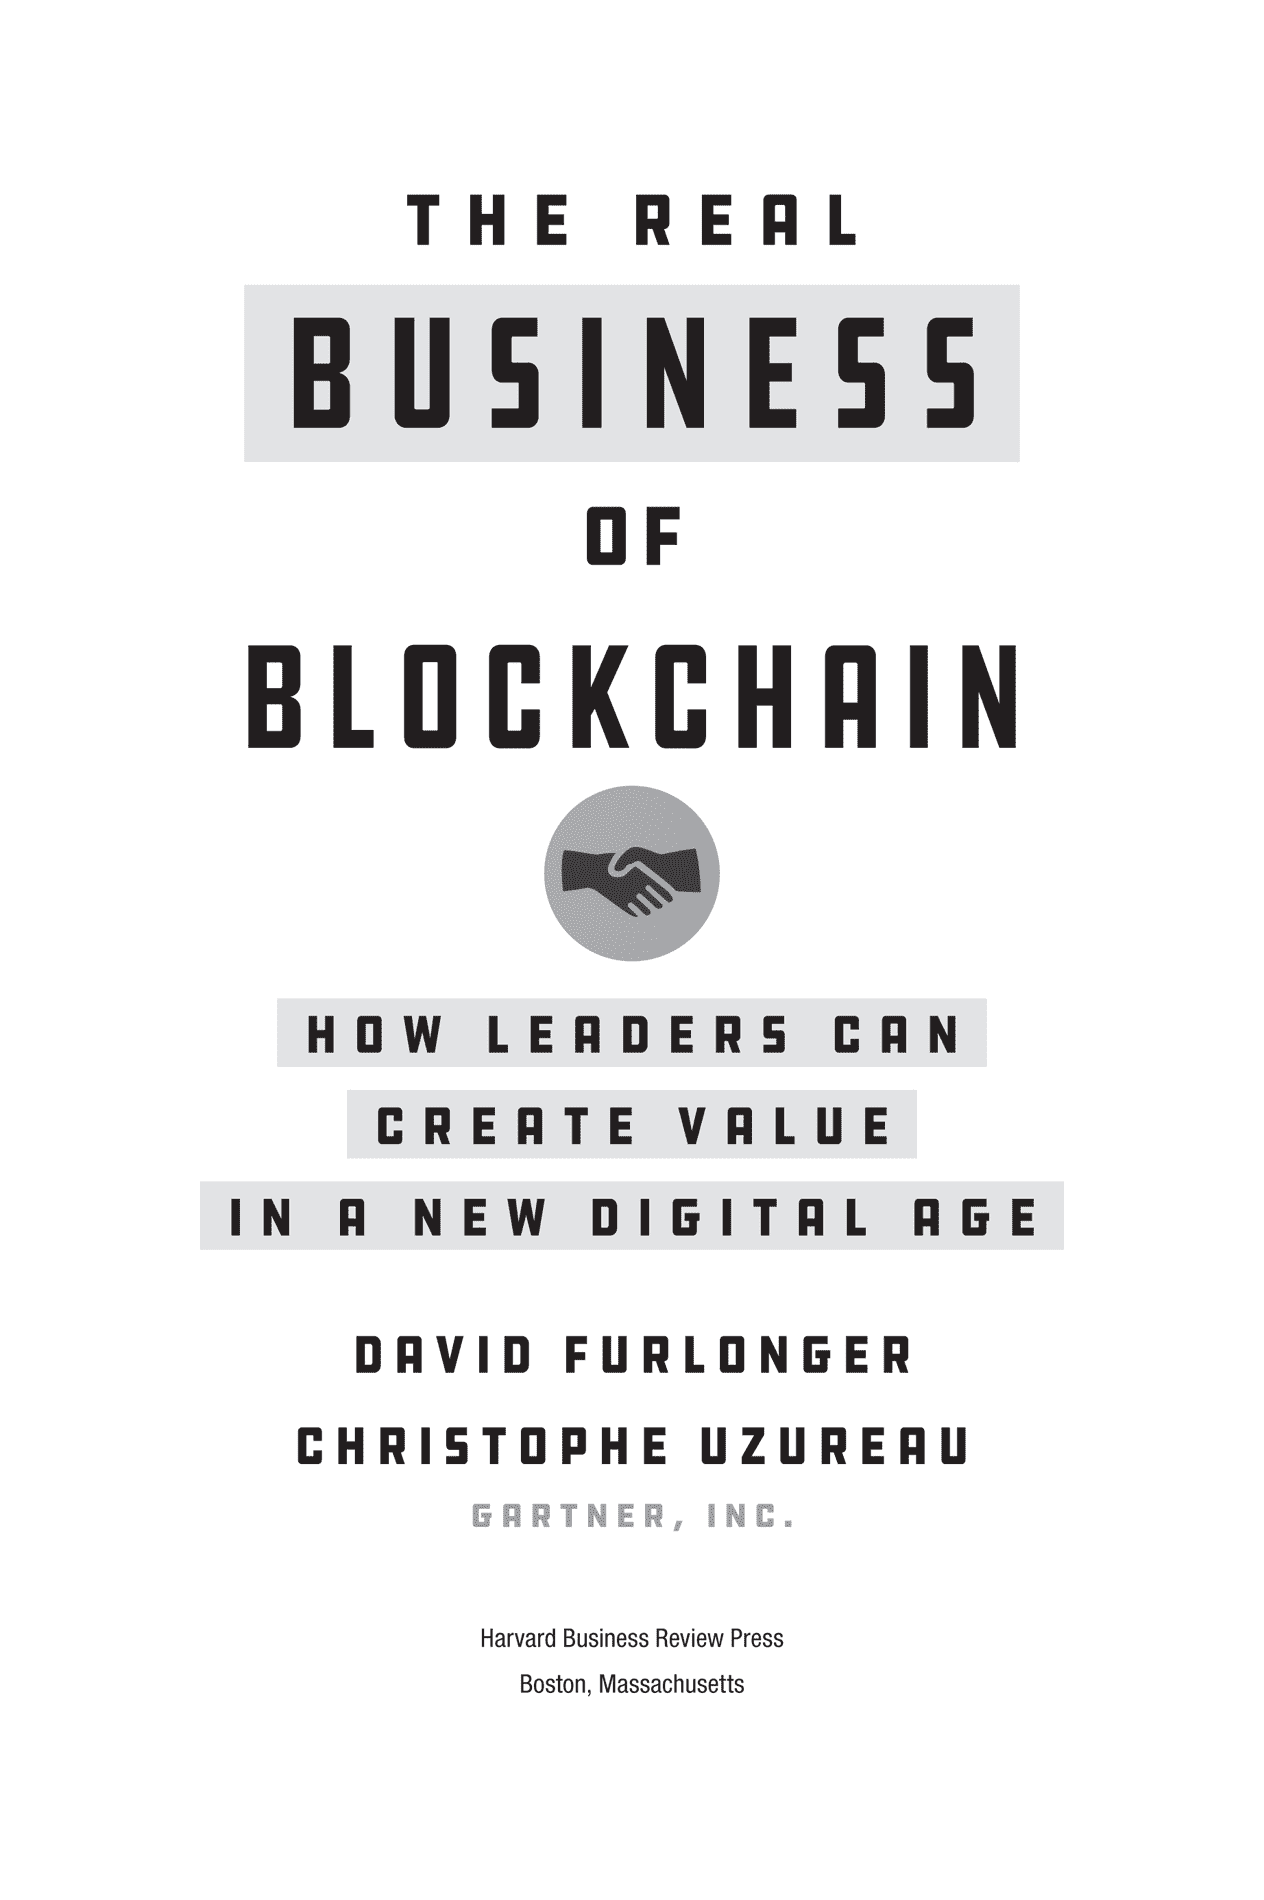 THE REAL
BUSINESS
OF
BLOCKCHAIN
HOW LEADERS CAN
CREATE VALUE
IN A NEW DIGITAL AGE
DAVID FURLONGER
CHRISTOPHE UZUREAU
GARTNER, INC.
Harvard Business Review Press
Boston, Massachusetts